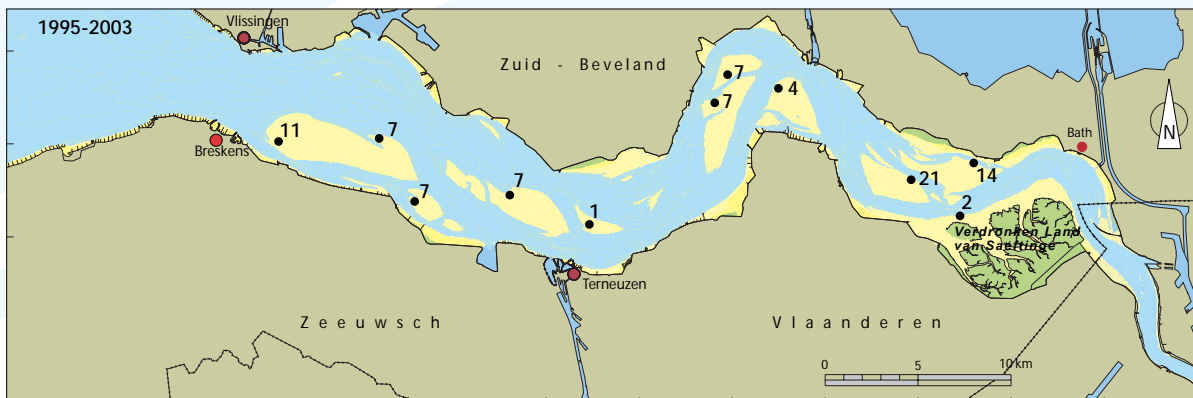 1995-2003
Vlissingen
Zuid - Beveland
7
4
7
11
7
Breskens
Bath
14
21
7
7
2
1
Verdronken Land
van Saeftinge
Terneuzen
Zeeuwsch
Vlaanderen
N
0 5 10 km